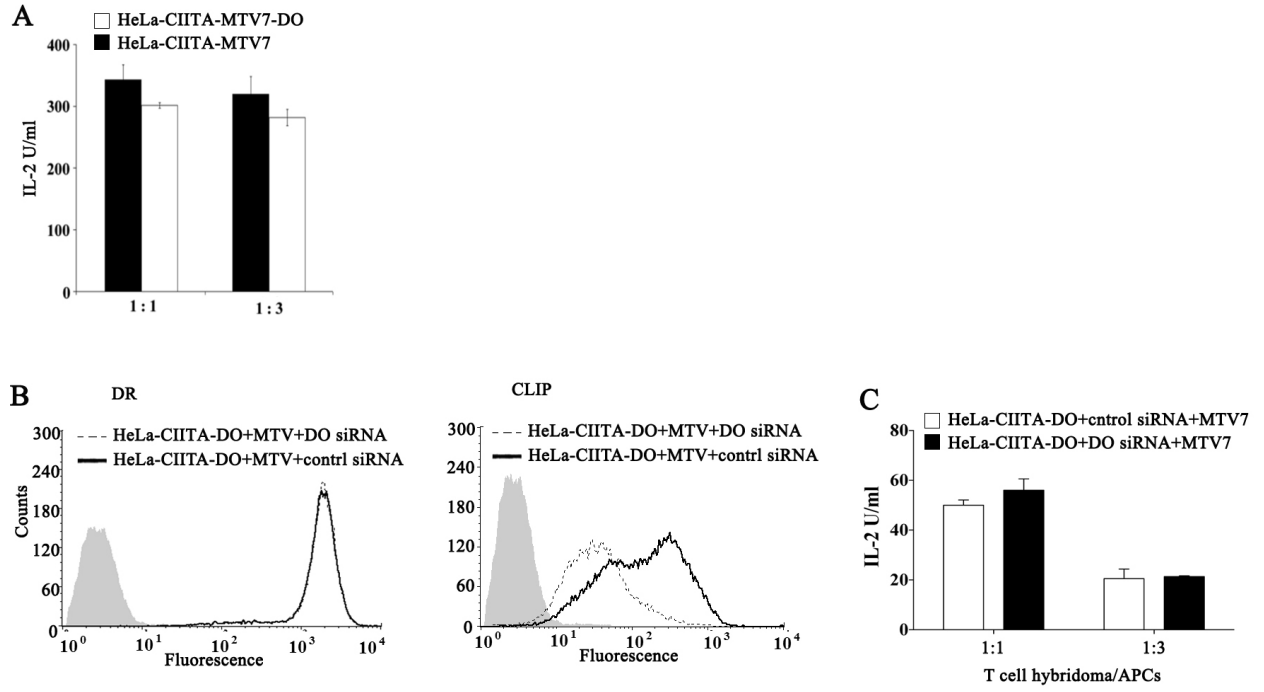 A
HeLa-CIITA-MTV7-DO
HeLa-CIITA-MTV7
400
300
200
100
0
IL-2 U/ml
1 : 1
1 : 3
B
DR
HeLa-CIITA-DO+MTV+DO siRNA
HeLa-CIITA-DO+MTV+contrl siRNA
300
240
180
120
60
0
Counts
10^0
10^1
10^2
10^3
10^4
Fluorescence
CLIP
HeLa-CIITA-DO+MTV+DO siRNA
HeLa-CIITA-DO+MTV+contrl siRNA
300
240
180
120
60
0
10^0
10^1
10^2
10^3
10^4
Fluorescence
C
HeLa-CIITA-DO+cntrol siRNA+MTV7
HeLa-CIITA-DO+DO siRNA+MTV7
80
60
40
20
0
IL-2 U/ml
1:1
1:3
T cell hybridoma/APCs